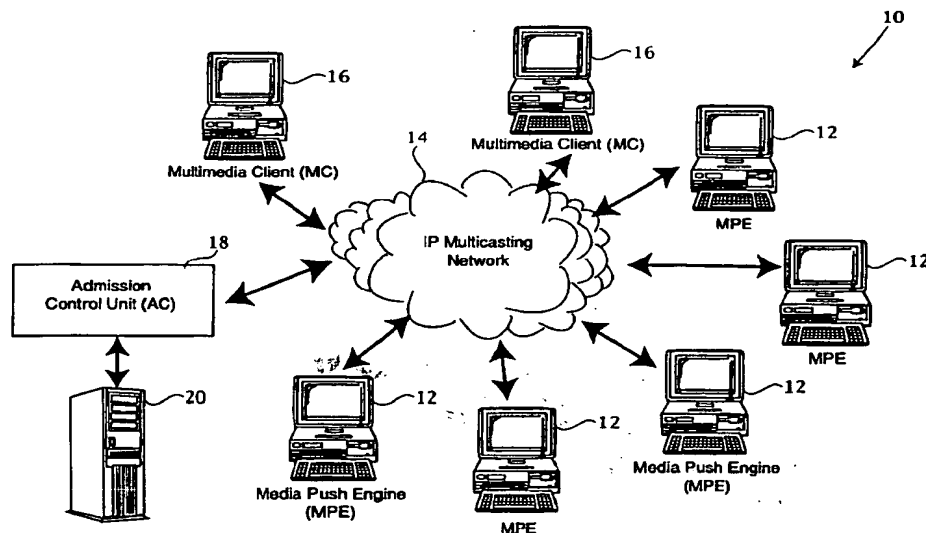 10
16
16
Multimedia Client (MC)
Multimedia Client (MC)
14
12
MPE
IP Multicasting
Network
18
Admission
Control Unit (AC)
12
MPE
20
12
Media Push Engine
(MPE)
12
MPE
12
Media Push Engine
(MPE)